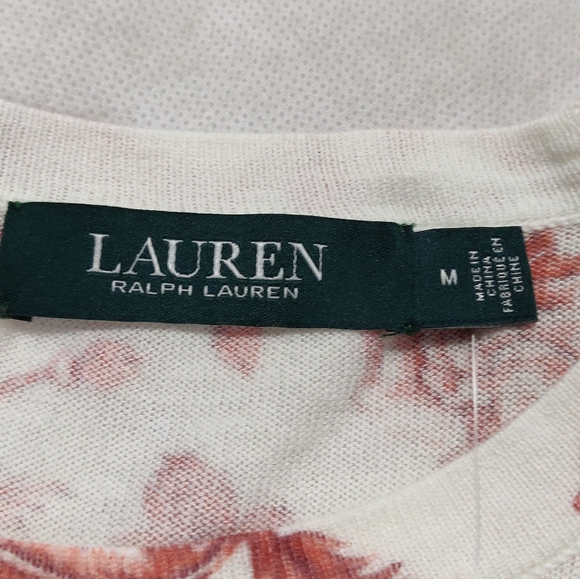 LAUREN
RALPH LAUREN
M
MADE IN
CHINA
FABRIQUÉ EN
CHINE